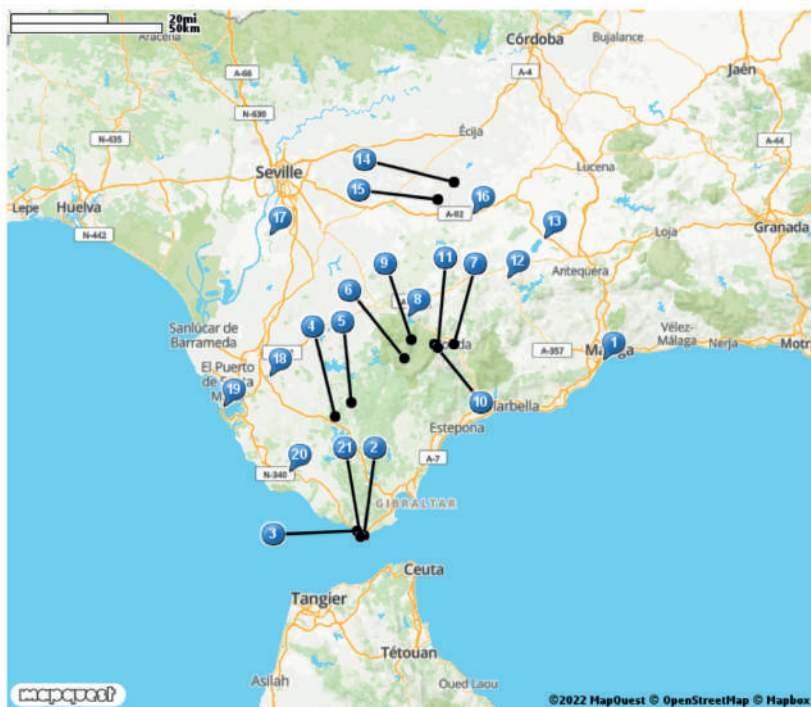 20mi
50km
Aracena
Córdoba
Bujalance
A-66
A-4
Jaén
N-630
N-435
Écija
A-44
Seville
14
Lucena
15
16
A-92
Lepe
Huelva
17
13
N-442
Loja
Granada
9
11
7
12
Antequera
6
8
Sanlúcar de
Barrameda
4
5
1
Vélez-
Málaga
Nerja
A-357
El Puerto
18
19
10
Estepona
21
2
20
A-7
N-340
GIBRALTAR
3
Ceuta
Tangier
Tétouan
Asilah
Oued Laou
mapquest
©2022 MapQuest © OpenStreetMap © Mapbox